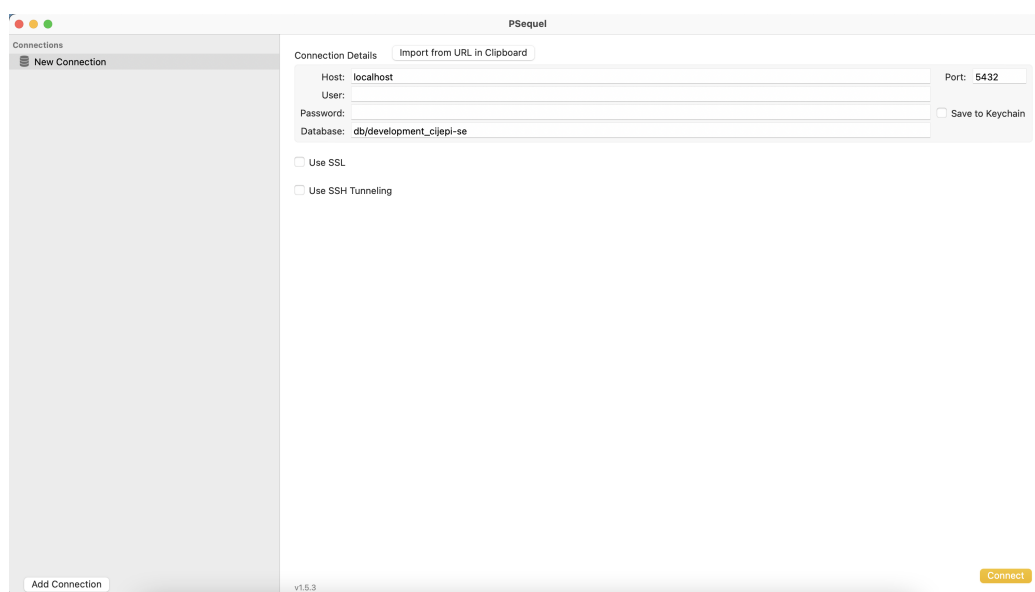 PSequel
Connections
New Connection
Connection Details Import from URL in Clipboard
Host: localhost Port: 5432
User:
Password: Save to Keychain
Database: db/development_cijepi-se
Use SSL
Use SSH Tunneling
Connect
Add Connection
v1.5.3